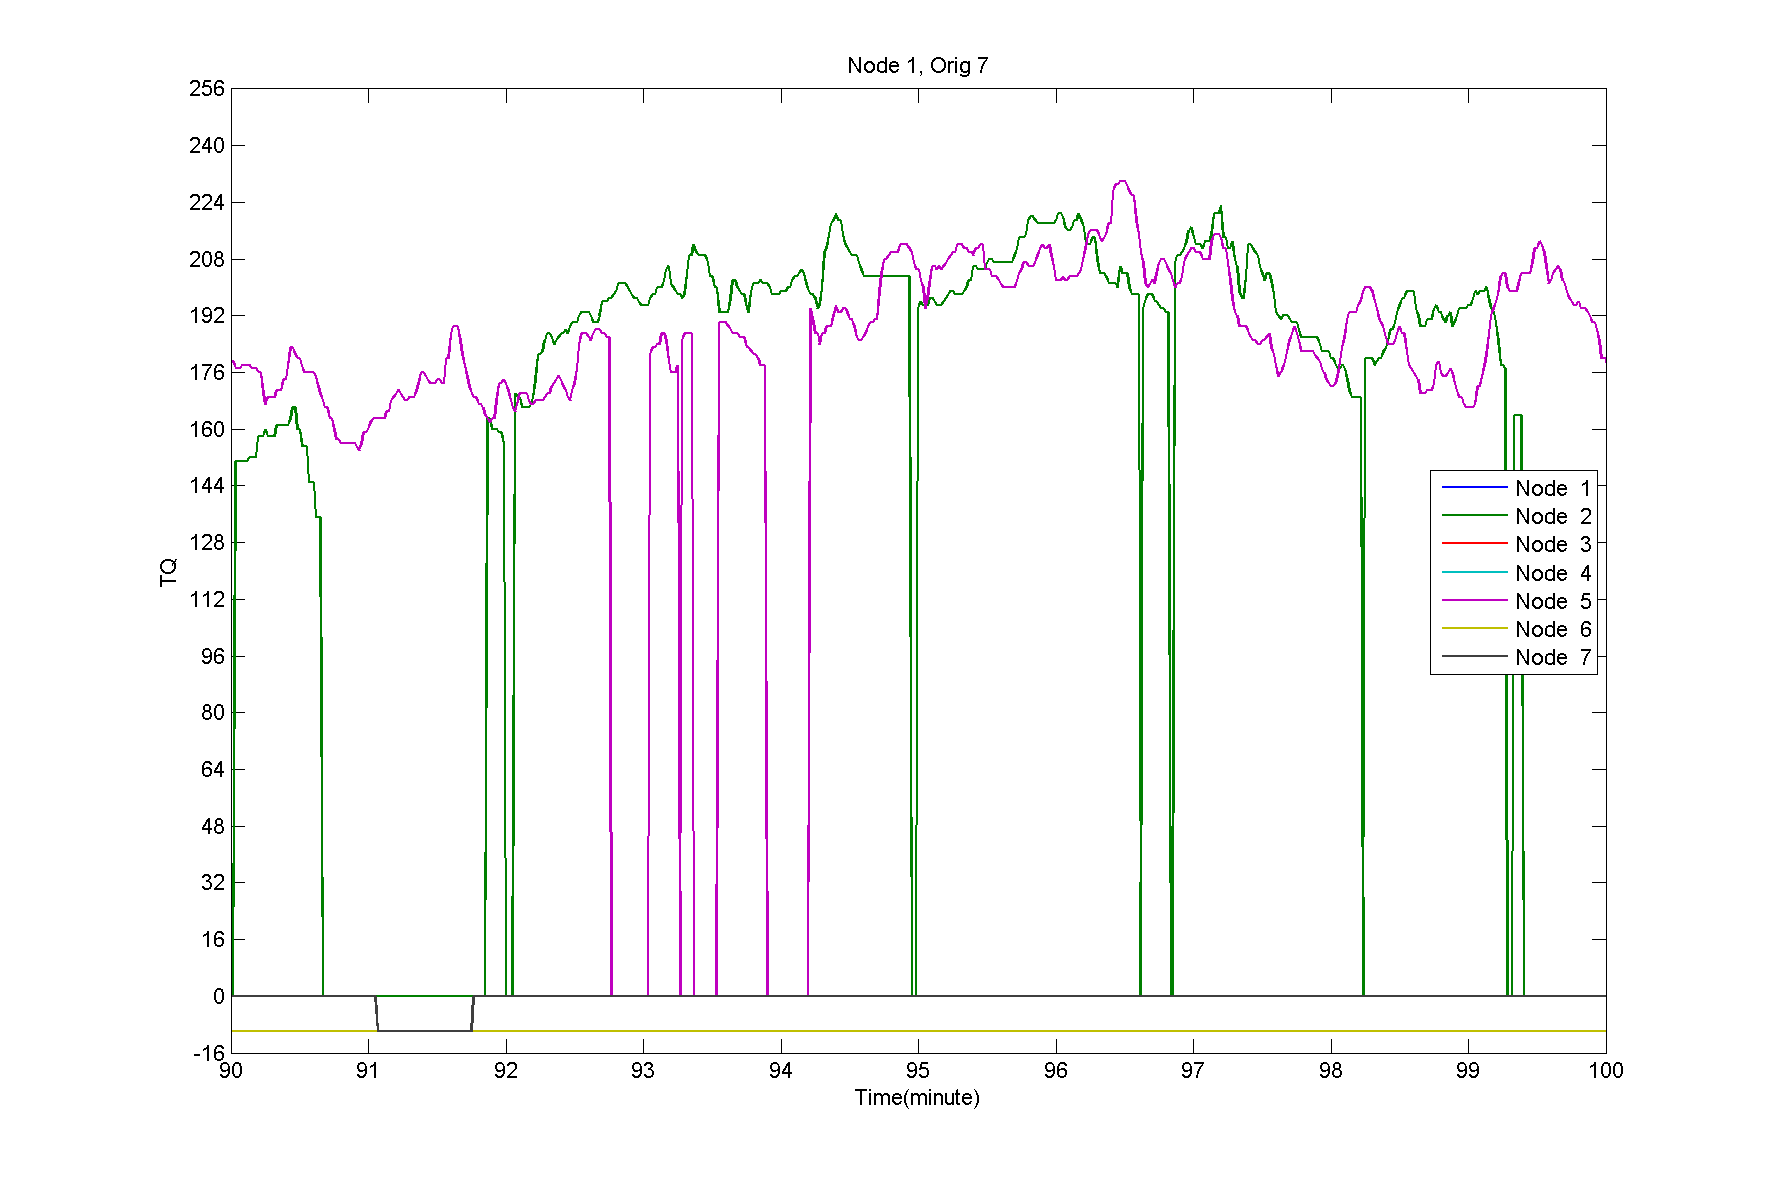 Node 1, Orig 7
256
240
224
208
192
176
160
144
128
112
96
80
64
48
32
16
0
-16
TQ
Node 1
Node 2
Node 3
Node 4
Node 5
Node 6
Node 7
90 91 92 93 94 95 96 97 98 99 100
Time(minute)